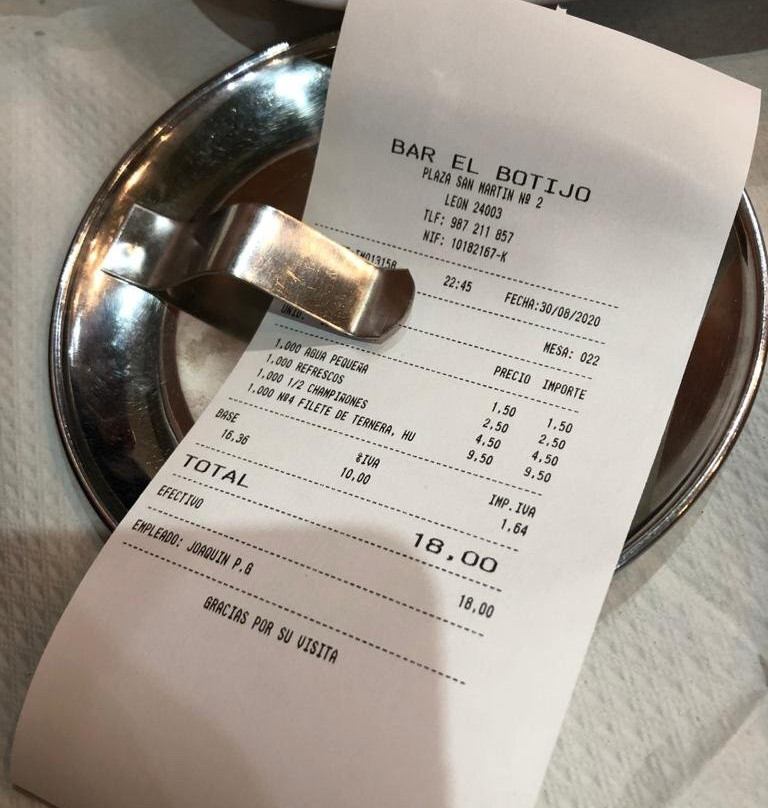 BAR EL BOTIJO
PLAZA SAN MARTIN Nº 2
LEON 24003
TLF: 987 211 857
NIF: 10182167-K
22:45 FECHA:30/08/2020
MESA: 022
UNID. PRECIO IMPORTE
1,000 AGUA PEQUEÑA 1.50 1.50
1,000 REFRESCOS 2.50 2.50
1,000 1/2 CHAMPIÑONES 4.50 4.50
1,000 Nº4 FILETE DE TERNERA, HU 9.50 9.50
BASE %IVA IMP.IVA
16,36 10,00 1,64
TOTAL 18,00
EFECTIVO 18,00
EMPLEADO: JOAQUIN P.G
GRACIAS POR SU VISITA